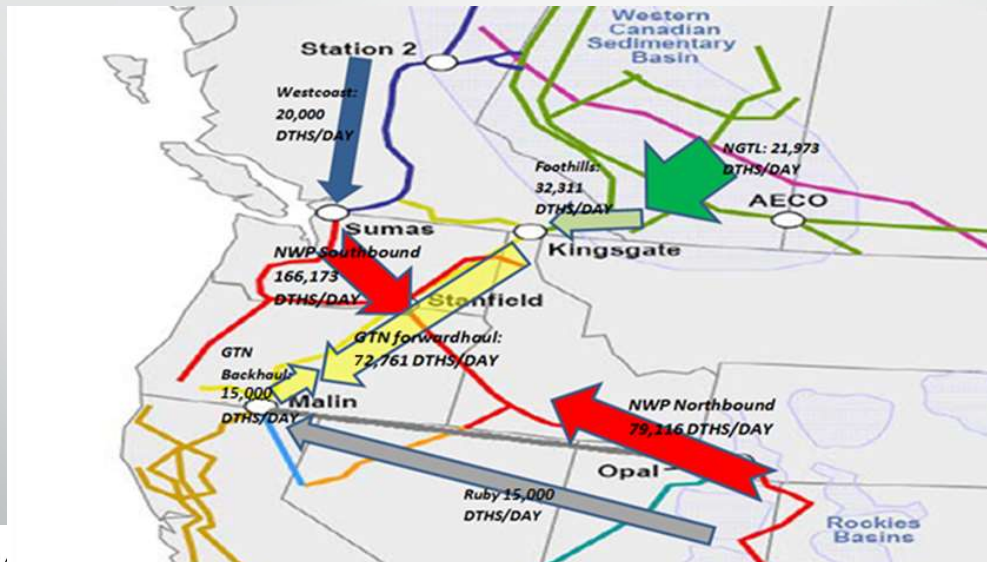 Western
Canadian
Sedimentary
Basin
Station 2
Westcoast:
20,000
DTHS/DAY
NGTL: 21,973
DTHS/DAY
Foothills:
32,311
DTHS/DAY
AECO
Sumas
Kingsgate
NWP Southbound
166,173
DTHS/DAY
Stanfield
GTN forwardhaul:
72,761 DTHS/DAY
GTN
Backhaul:
15,000
DTHS/DAY
Malin
NWP Northbound
79,116 DTHS/DAY
Opal
Ruby 15,000
DTHS/DAY
Rockies
Basins